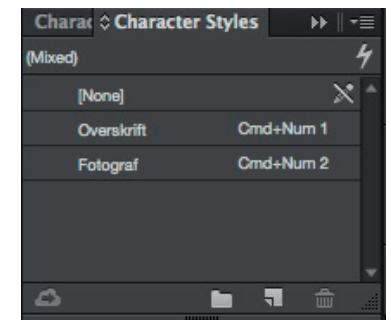 Charac Character Styles
(Mixed)
[None]
Overskrift Cmd+Num 1
Fotograf Cmd+Num 2